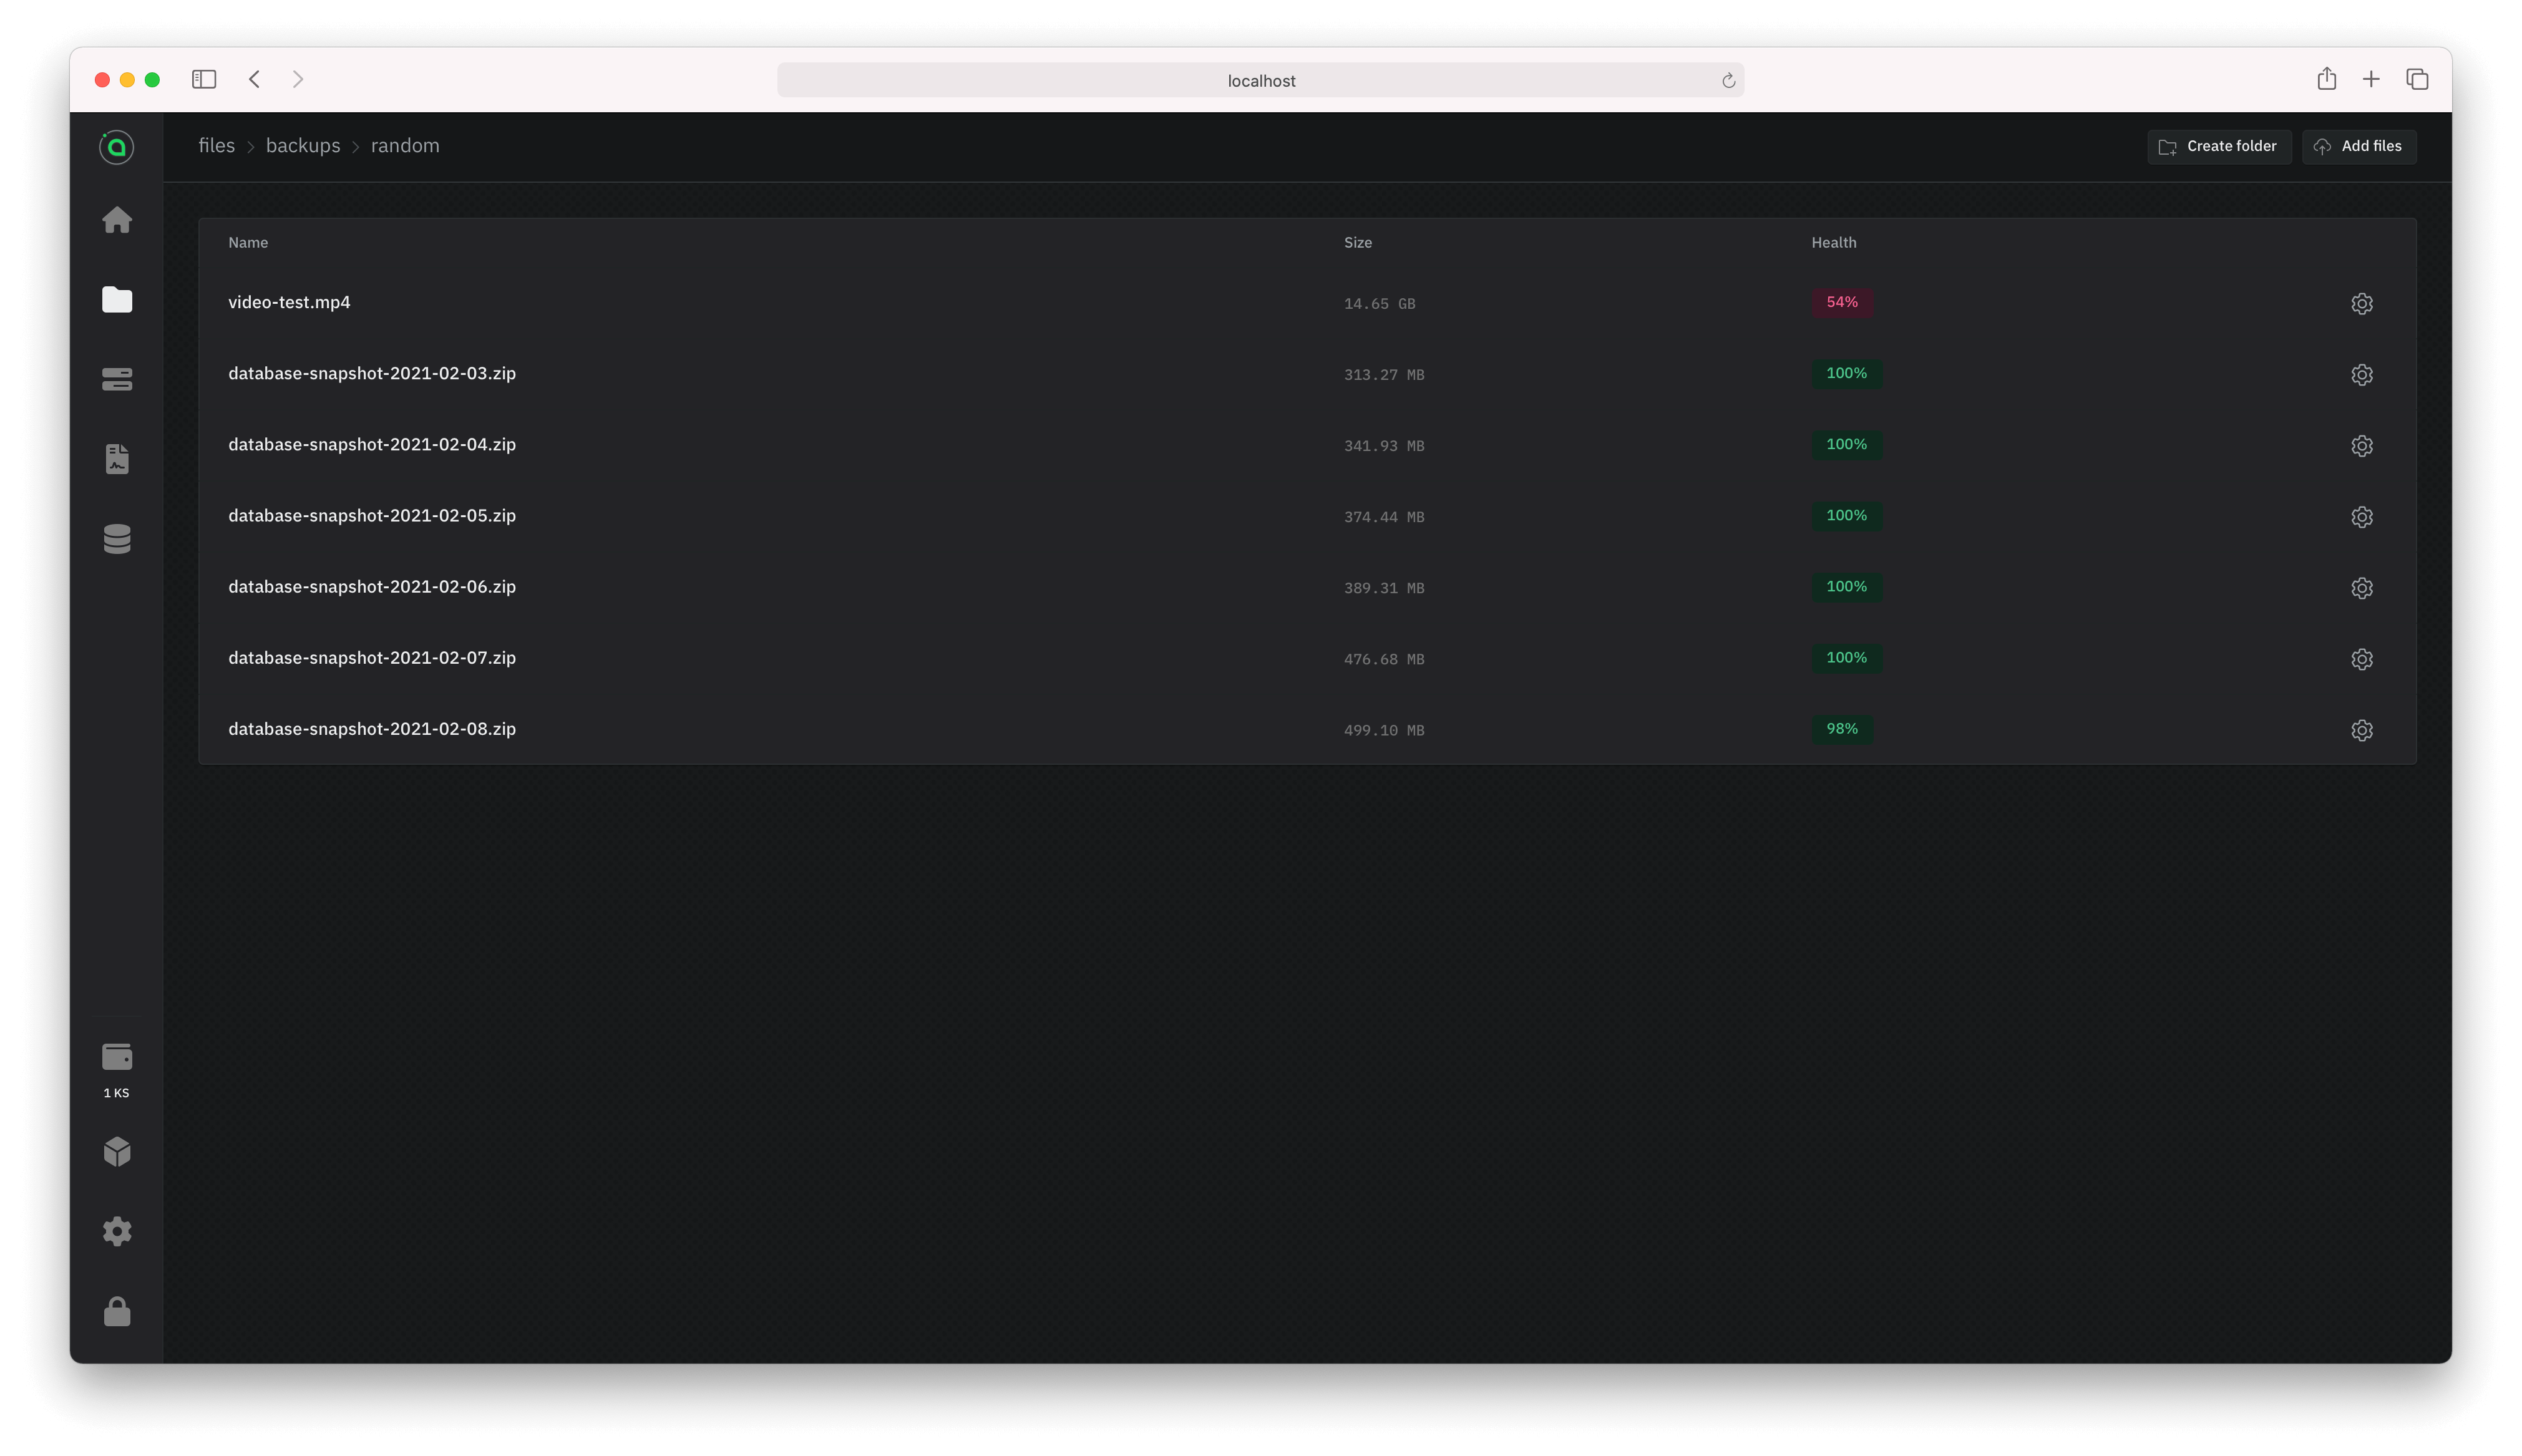 localhost
files > backups > random
Create folder
Add files
Name Size Health
video-test.mp4 14.65 GB 54%
database-snapshot-2021-02-03.zip 313.27 MB 100%
database-snapshot-2021-02-04.zip 341.93 MB 100%
database-snapshot-2021-02-05.zip 374.44 MB 100%
database-snapshot-2021-02-06.zip 389.31 MB 100%
database-snapshot-2021-02-07.zip 476.68 MB 100%
database-snapshot-2021-02-08.zip 499.10 MB 98%
1 KS